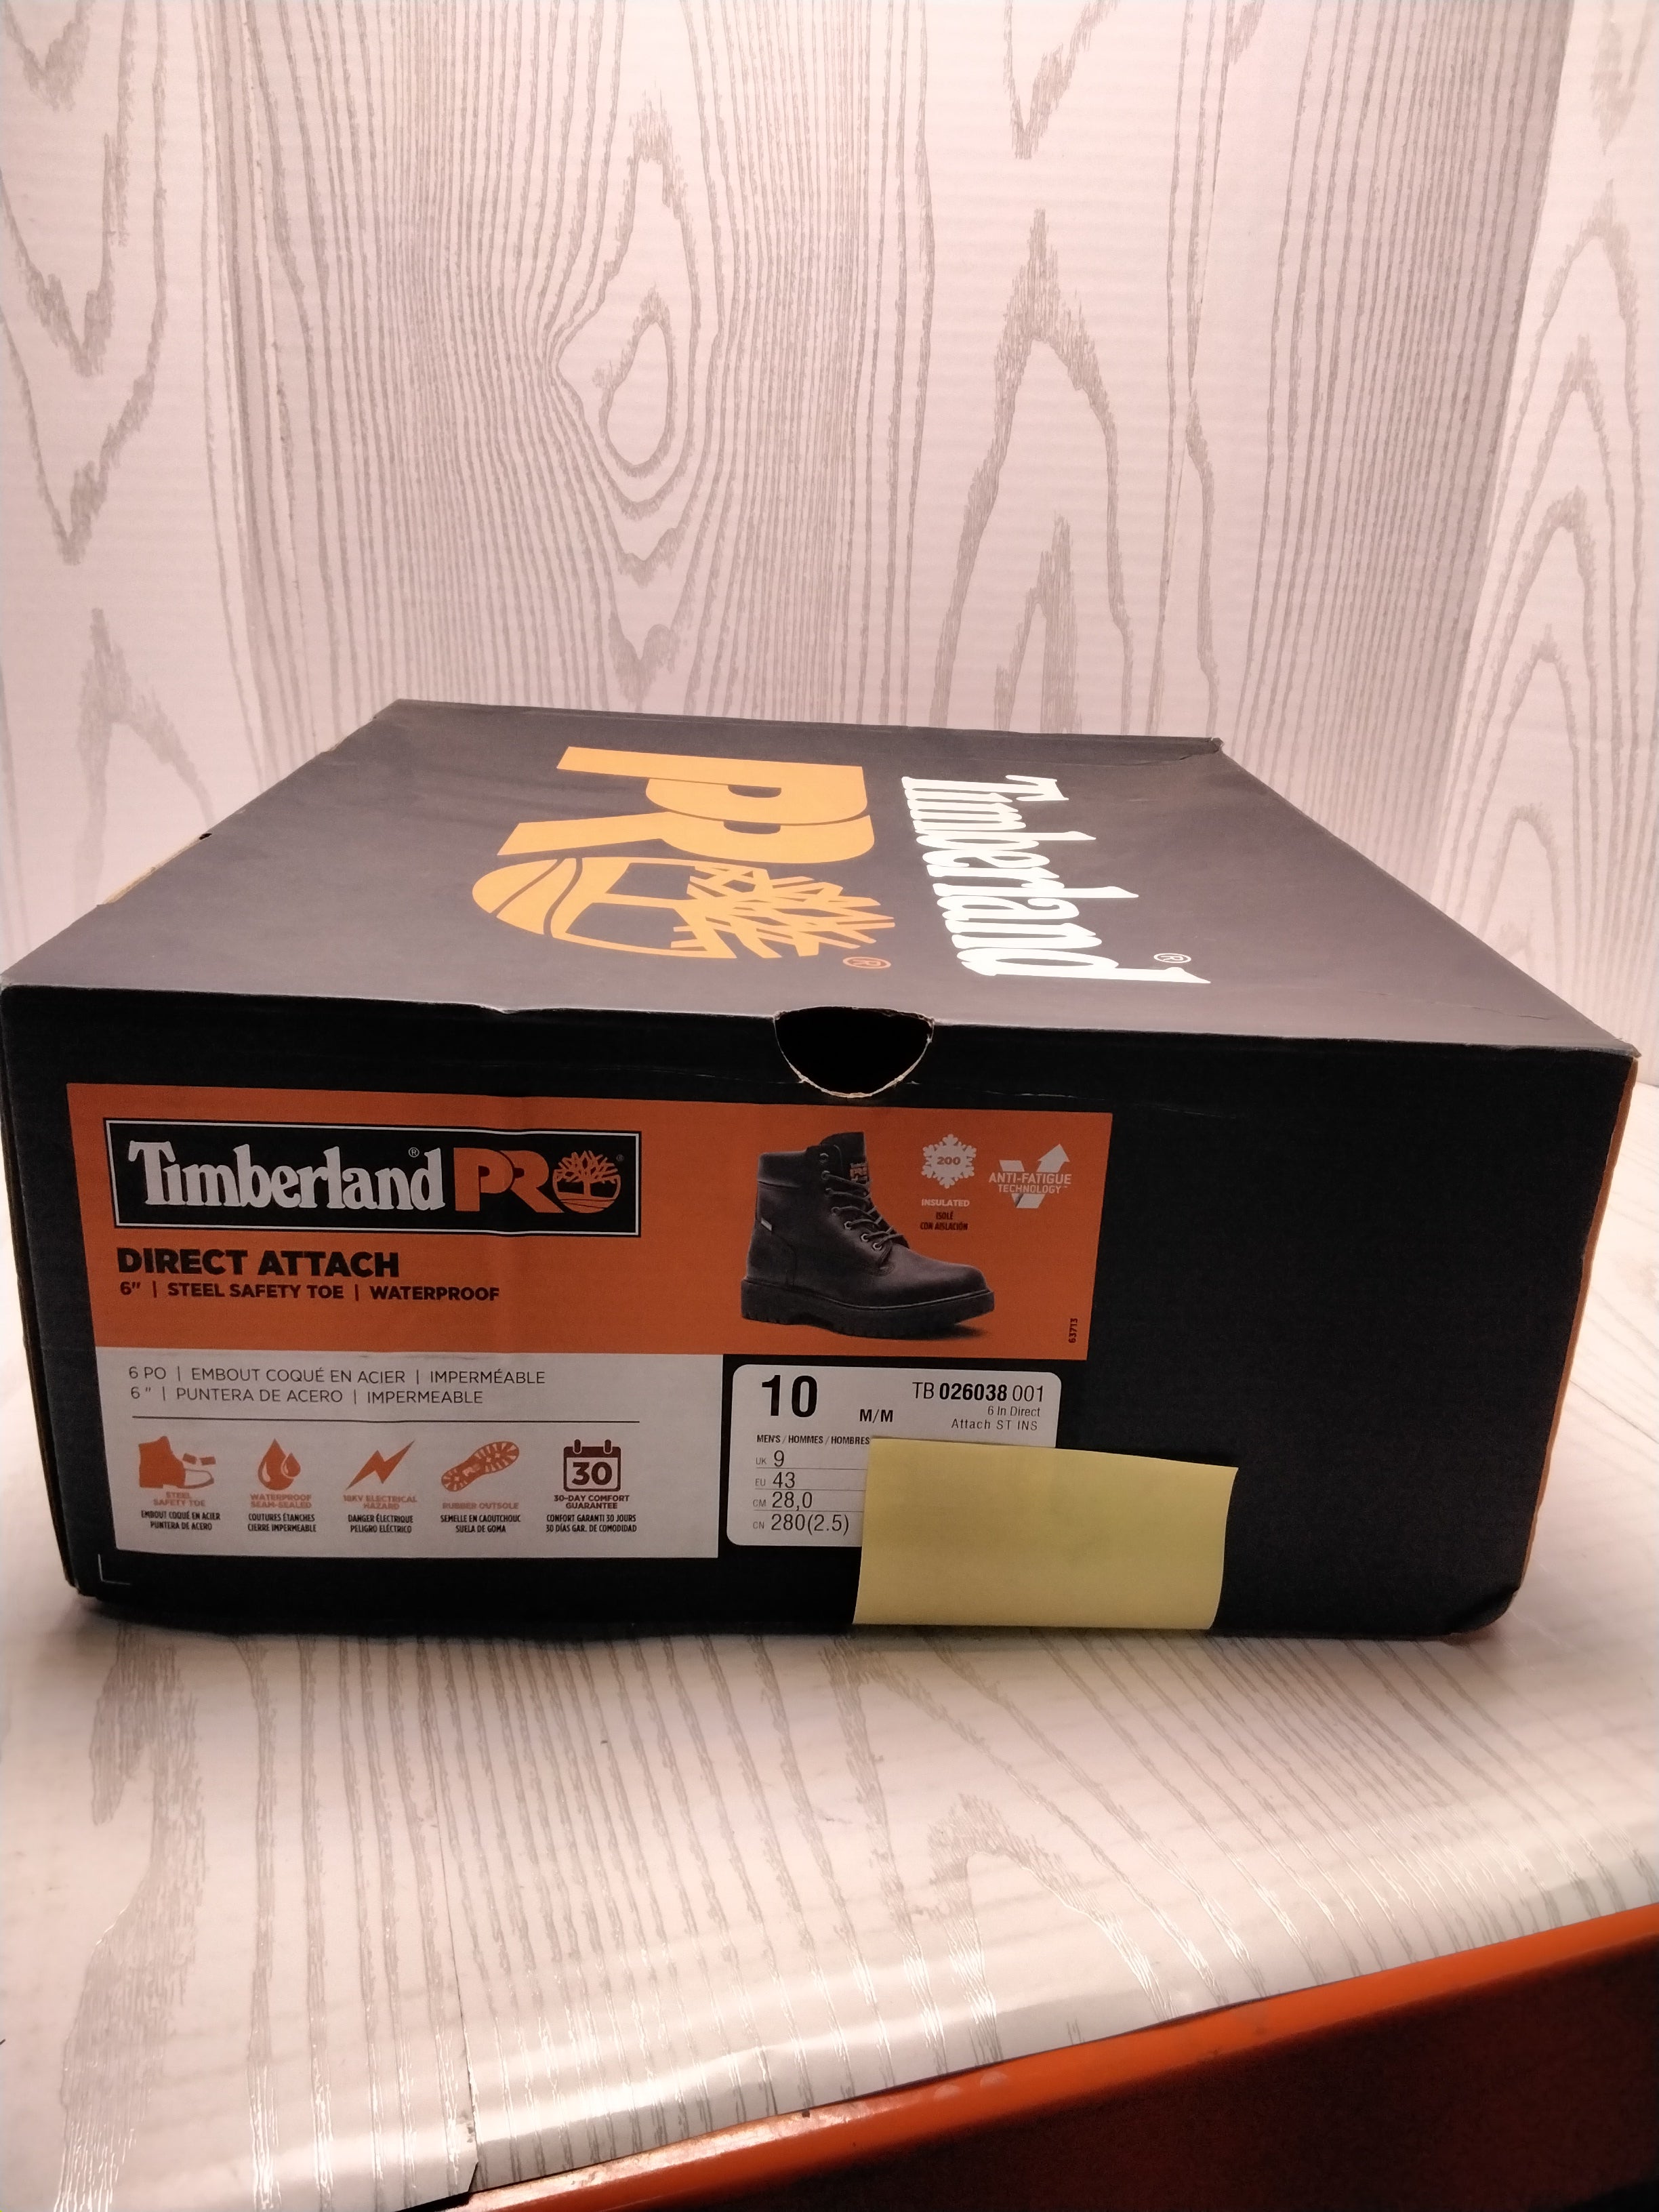 Timberland®
PRO®
Timberland® PRO®
DIRECT ATTACH
6" | STEEL SAFETY TOE | WATERPROOF
200
INSULATED
ISOLÉ
CON AISLACIÓN
ANTI-FATIGUE
TECHNOLOGY™
63713
6 PO | EMBOUT COQUÉ EN ACIER | IMPERMÉABLE
6" | PUNTERA DE ACERO | IMPERMEABLE
STEEL
SAFETY TOE
EMBOUT COQUÉ EN ACIER
PUNTERA DE ACERO
WATERPROOF
SEAM-SEALED
COUTURES ÉTANCHES
CIERRE IMPERMEABLE
18KV ELECTRICAL
HAZARD
DANGER ÉLECTRIQUE
PELIGRO ELÉCTRICO
RUBBER OUTSOLE
SEMELLE EN CAOUTCHOUC
SUELA DE GOMA
30
30-DAY COMFORT
GUARANTEE
CONFORT GARANTI 30 JOURS
30 DÍAS GAR. DE COMODIDAD
10 M/M
TB 026038 001
6 In Direct
Attach ST INS
MEN'S / HOMMES / HOMBRES
UK 9
EU 43
CM 28,0
CN 280(2.5)